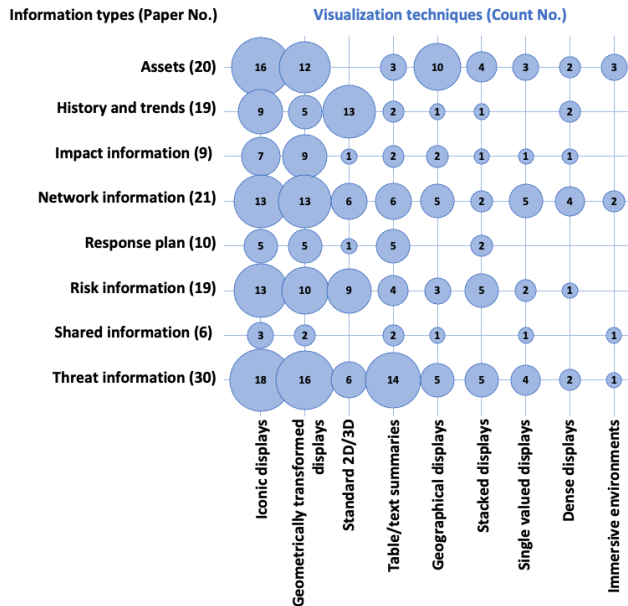 Information types (Paper No.) Visualization techniques (Count No.)
Assets (20) 16 12 3 10 4 3 2 3
History and trends (19) 9 5 13 2 1 1 2
Impact information (9) 7 9 1 2 2 1 1 1
Network information (21) 13 13 6 6 5 2 5 4 2
Response plan (10) 5 5 1 5 2
Risk information (19) 13 10 9 4 3 5 2 1
Shared information (6) 3 2 2 1 1 1
Threat information (30) 18 16 6 14 5 5 4 2 1
Iconic displays
Geometrically transformed
displays
Standard 2D/3D
Table/text summaries
Geographical displays
Stacked displays
Single valued displays
Dense displays
Immersive environments